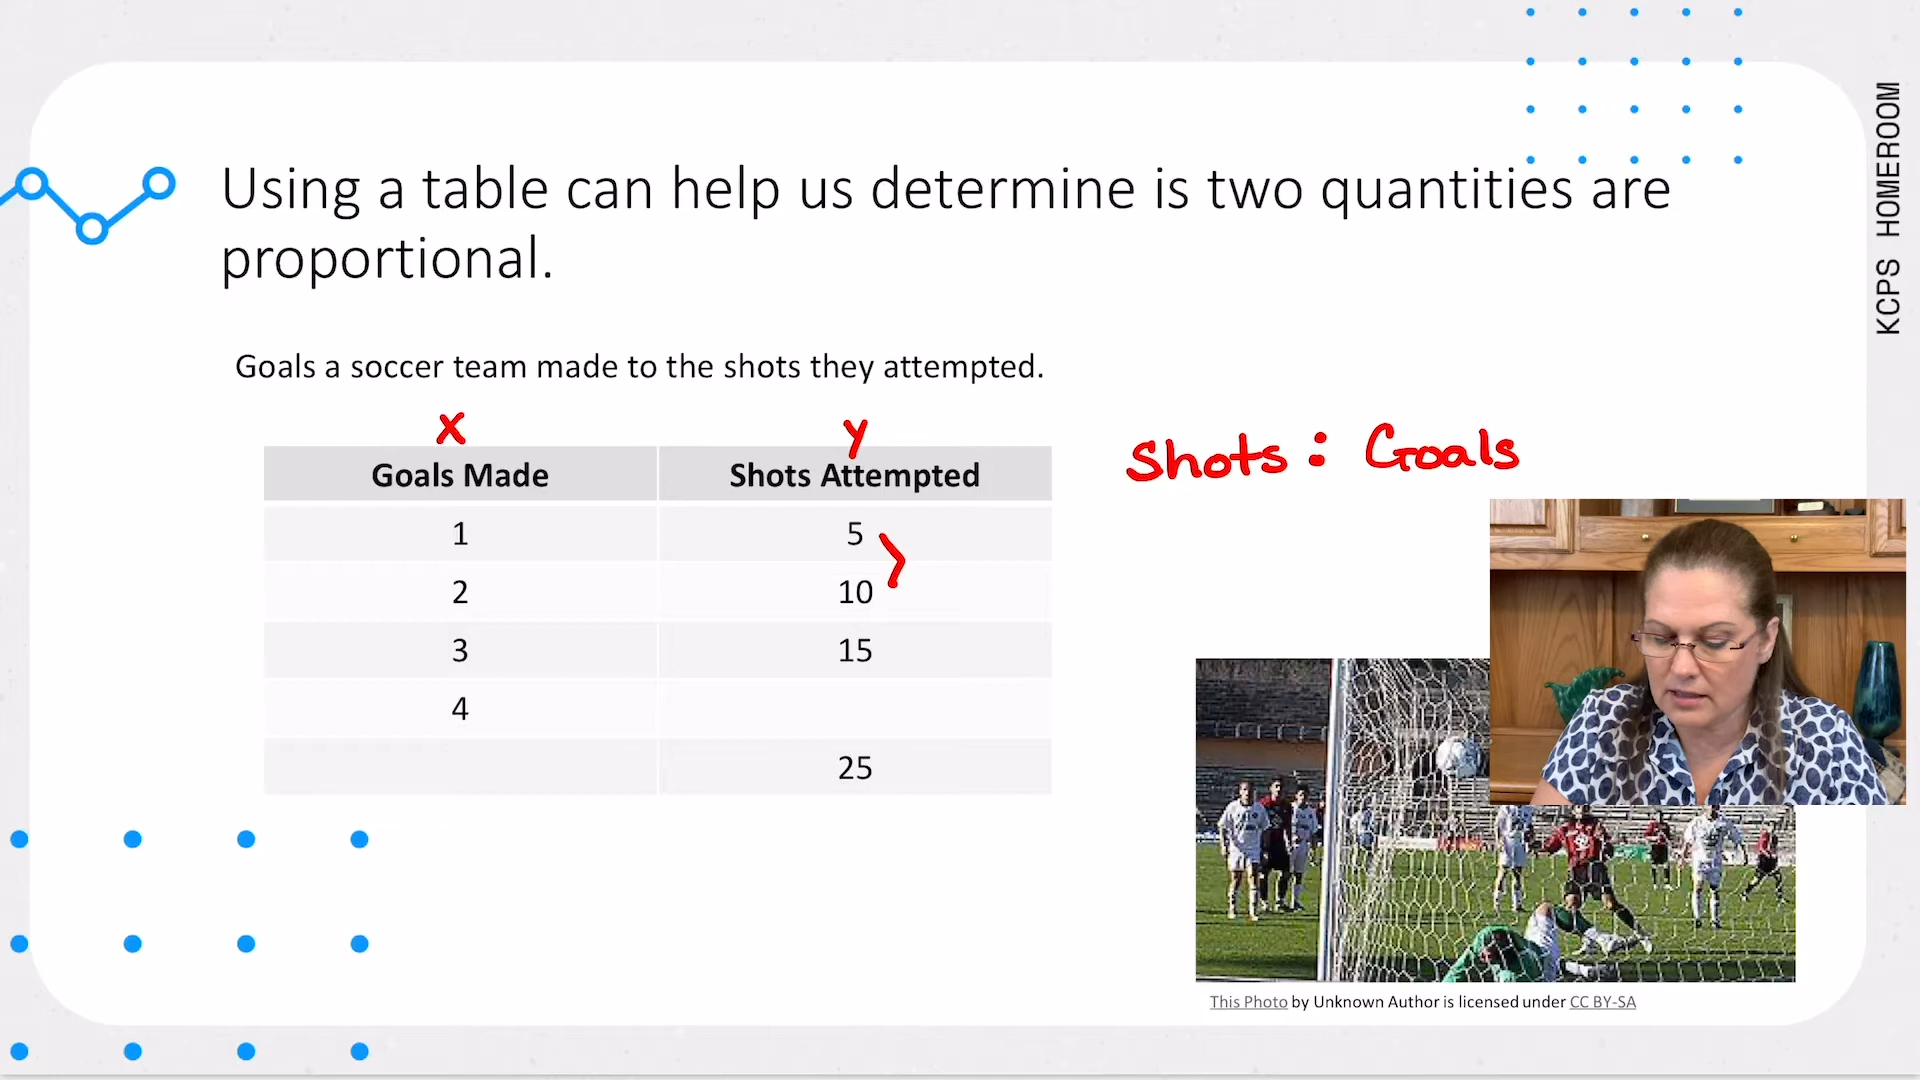 KCPS HOMEROOM
Using a table can help us determine is two quantities are
proportional.
Goals a soccer team made to the shots they attempted.
x y
Goals Made Shots Attempted
Shots : Goals
1 5
2 10
3 15
4
25
This Photo by Unknown Author is licensed under CC BY-SA